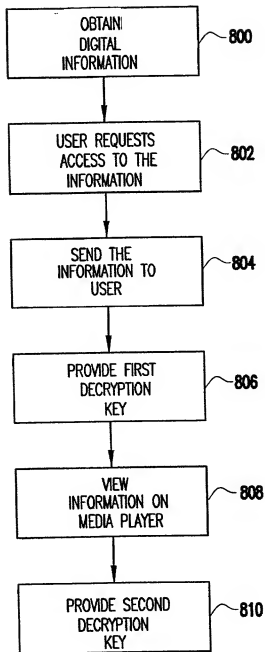 OBTAIN
DIGITAL
INFORMATION
800
USER REQUESTS
ACCESS TO THE
INFORMATION
802
SEND THE
INFORMATION TO
USER
804
PROVIDE FIRST
DECRYPTION
KEY
806
VIEW
INFORMATION ON
MEDIA PLAYER
808
PROVIDE SECOND
DECRYPTION
KEY
810